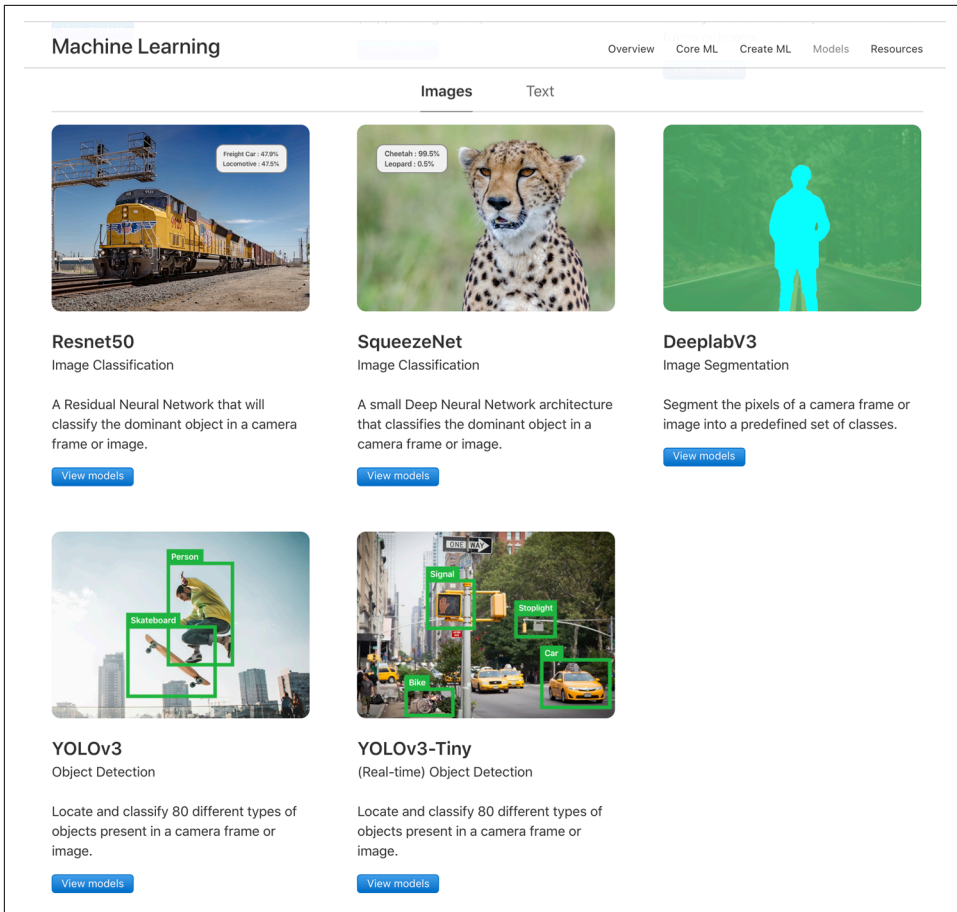 Machine Learning
Overview Core ML Create ML Models Resources
Images Text
Freight Car : 47.9%
Locomotive : 47.5%
Cheetah : 99.5%
Leopard : 0.5%
Resnet50
Image Classification
A Residual Neural Network that will
classify the dominant object in a camera
frame or image.
View models
SqueezeNet
Image Classification
A small Deep Neural Network architecture
that classifies the dominant object in a
camera frame or image.
View models
DeeplabV3
Image Segmentation
Segment the pixels of a camera frame or
image into a predefined set of classes.
View models
Person
Skateboard
ONE WAY
Signal
Stoplight
Car
Bike
YOLOv3
Object Detection
Locate and classify 80 different types of
objects present in a camera frame or
image.
View models
YOLOv3-Tiny
(Real-time) Object Detection
Locate and classify 80 different types of
objects present in a camera frame or
image.
View models